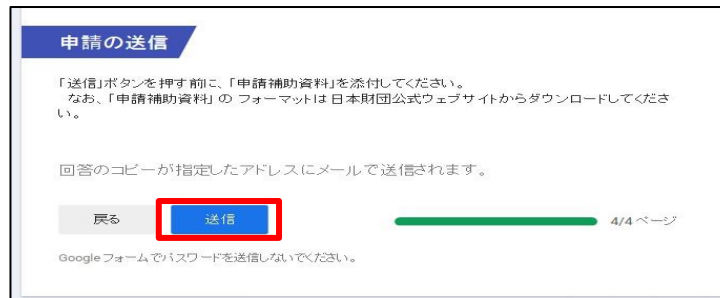 申請の送信
「送信」ボタンを押す前に、「申請補助資料」を添付してください。
なお、「申請補助資料」の フォーマットは日本財団公式ウェブサイトからダウンロードしてくださ
い。
回答のコピーが指定したアドレスにメールで送信されます。
戻る 送信 4/4 ページ
Google フォームでパスワードを送信しないでください。